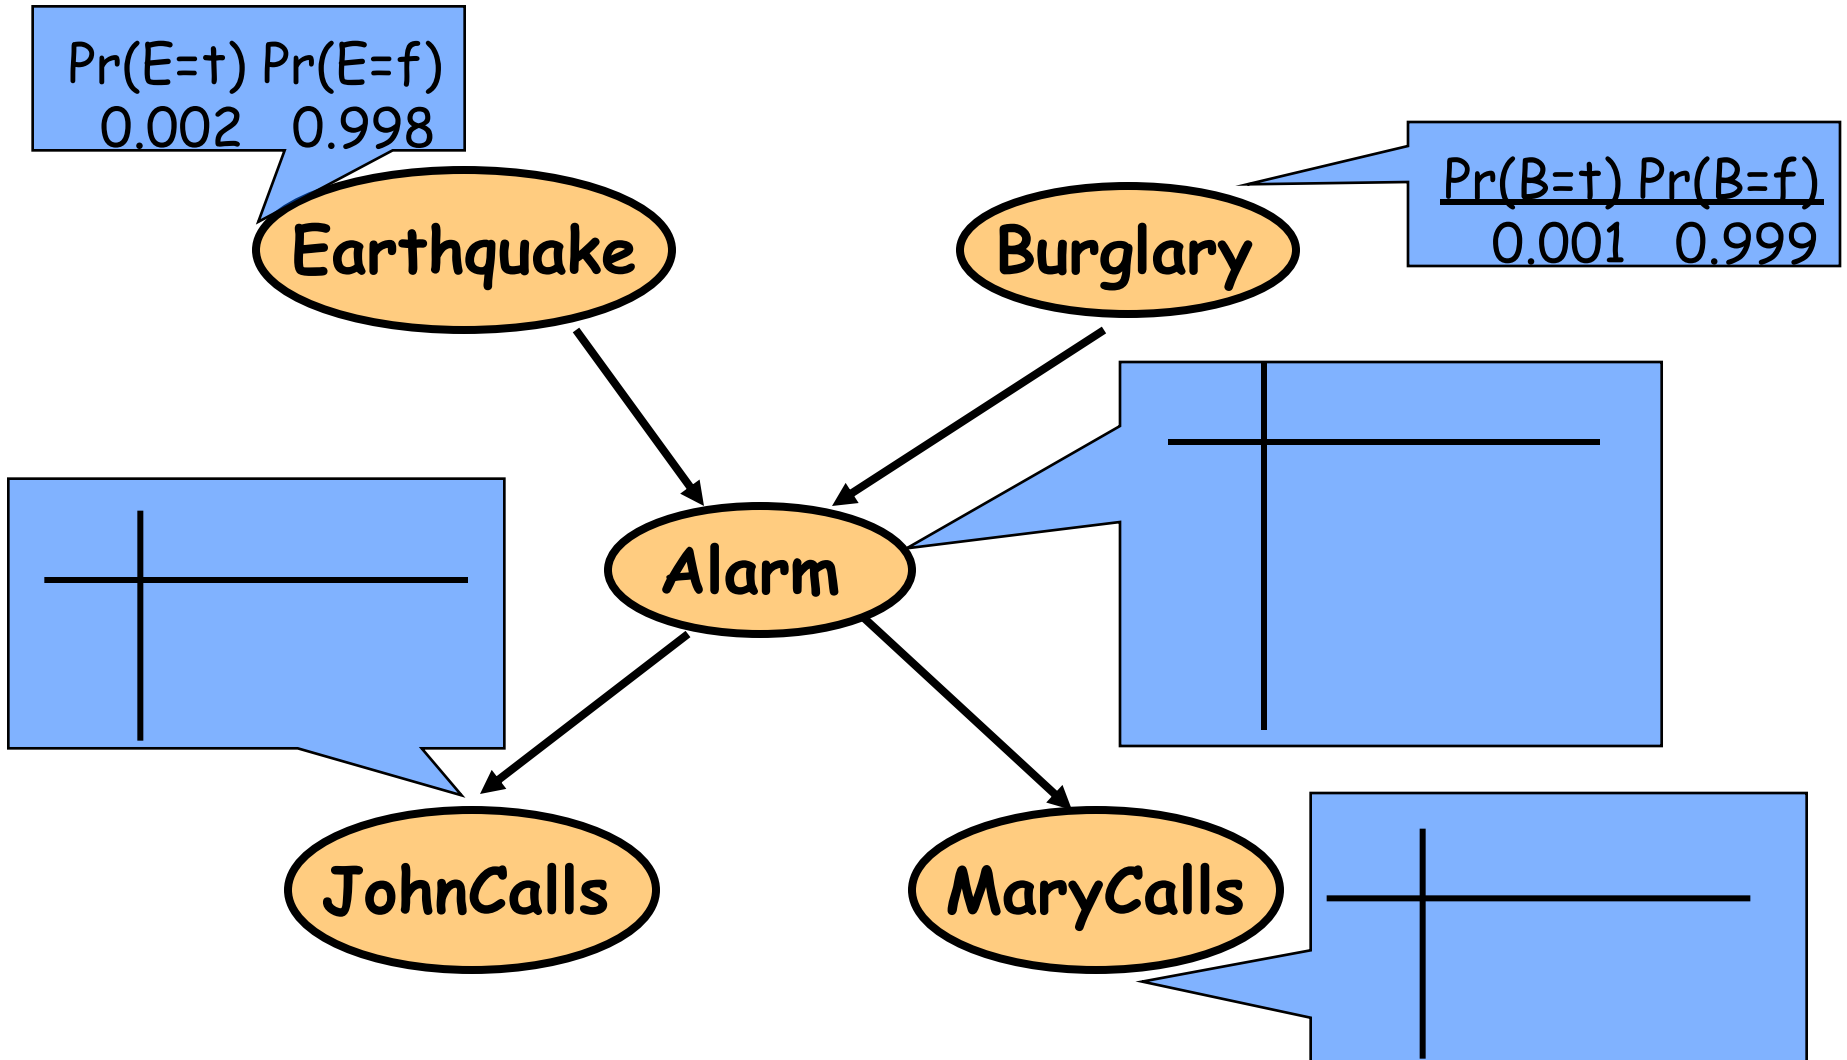 Pr(E=t) Pr(E=f)
0.002 0.998
Pr(B=t) Pr(B=f)
0.001 0.999
Earthquake
Burglary
Alarm
JohnCalls
MaryCalls